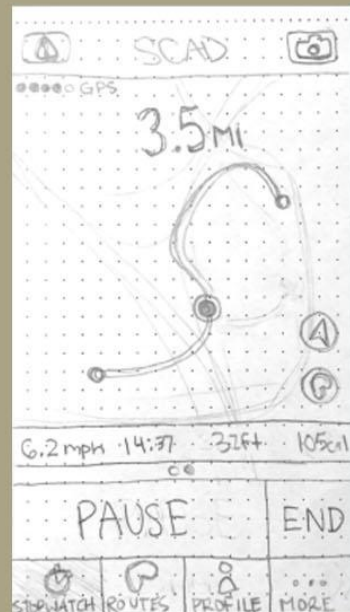 SCAD
GPS
3.5 MI
6.2 mph 14:37 32ft 105cal
PAUSE END
STOPWATCH ROUTES PROFILE MORE